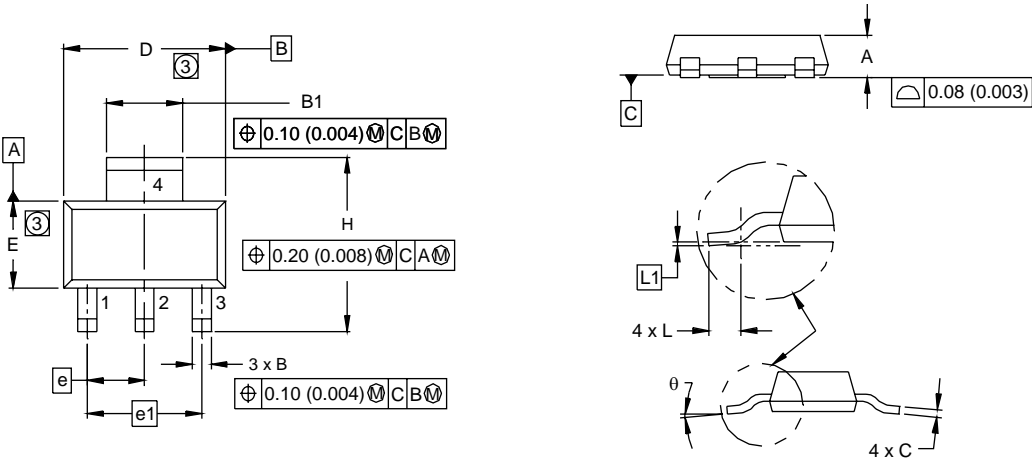 D
B
3
B1
⌖ 0.10 (0.004) Ⓜ C B Ⓜ
A
4
3
E
H
⌖ 0.20 (0.008) Ⓜ C A Ⓜ
1 2 3
3 x B
e
⌖ 0.10 (0.004) Ⓜ C B Ⓜ
e1
A
C
⌓ 0.08 (0.003)
L1
4 x L
θ
4 x C